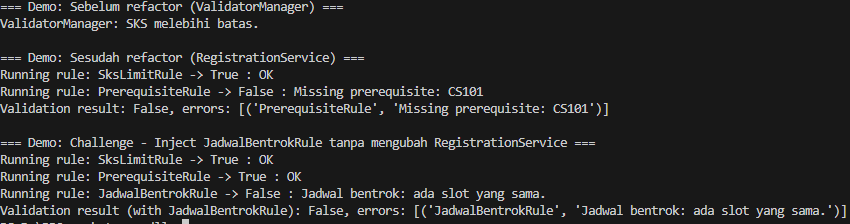 === Demo: Sebelum refactor (ValidatorManager) ===
ValidatorManager: SKS melebihi batas.
=== Demo: Sesudah refactor (RegistrationService) ===
Running rule: SksLimitRule -> True : OK
Running rule: PrerequisiteRule -> False : Missing prerequisite: CS101
Validation result: False, errors: [('PrerequisiteRule', 'Missing prerequisite: CS101')]
=== Demo: Challenge - Inject JadwalBentrokRule tanpa mengubah RegistrationService ===
Running rule: SksLimitRule -> True : OK
Running rule: PrerequisiteRule -> True : OK
Running rule: JadwalBentrokRule -> False : Jadwal bentrok: ada slot yang sama.
Validation result (with JadwalBentrokRule): False, errors: [('JadwalBentrokRule', 'Jadwal bentrok: ada slot yang sama.')]